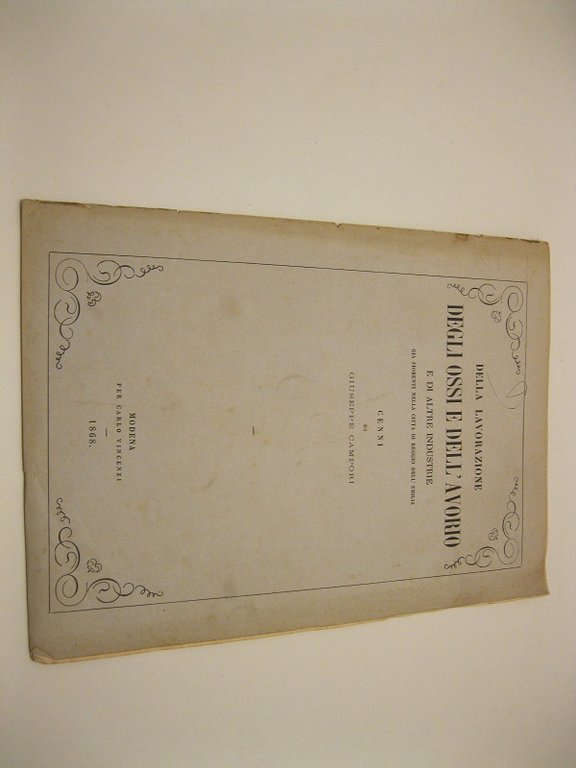 DELLA LAVORAZIONE
DEGLI OSSI E DELL'AVORIO
E DI ALTRE INDUSTRIE
GIÀ FIORENTI NELLA CITTÀ DI REGGIO DELL'EMILIA
CENNI
DI
GIUSEPPE CAMPORI
MODENA
PER CARLO VINCENZI
1868.